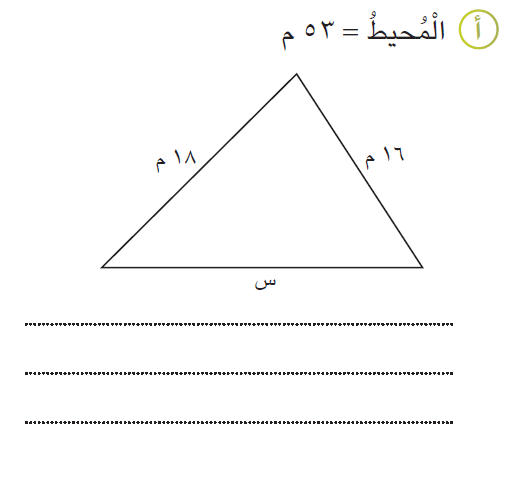 أ الْمُحيطُ = ٥٣ م
١٨ م
١٦ م
س